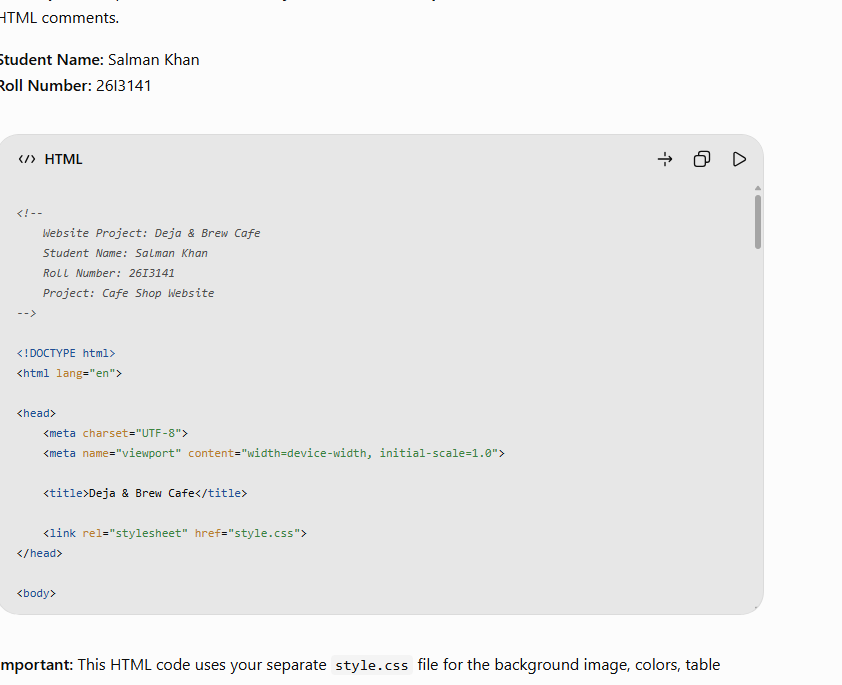 HTML comments.
Student Name: Salman Khan
Roll Number: 26I3141
</> HTML
<!--
Website Project: Deja & Brew Cafe
Student Name: Salman Khan
Roll Number: 26I3141
Project: Cafe Shop Website
-->
<!DOCTYPE html>
<html lang="en">
<head>
<meta charset="UTF-8">
<meta name="viewport" content="width=device-width, initial-scale=1.0">
<title>Deja & Brew Cafe</title>
<link rel="stylesheet" href="style.css">
</head>
<body>
mportant: This HTML code uses your separate style.css file for the background image, colors, table